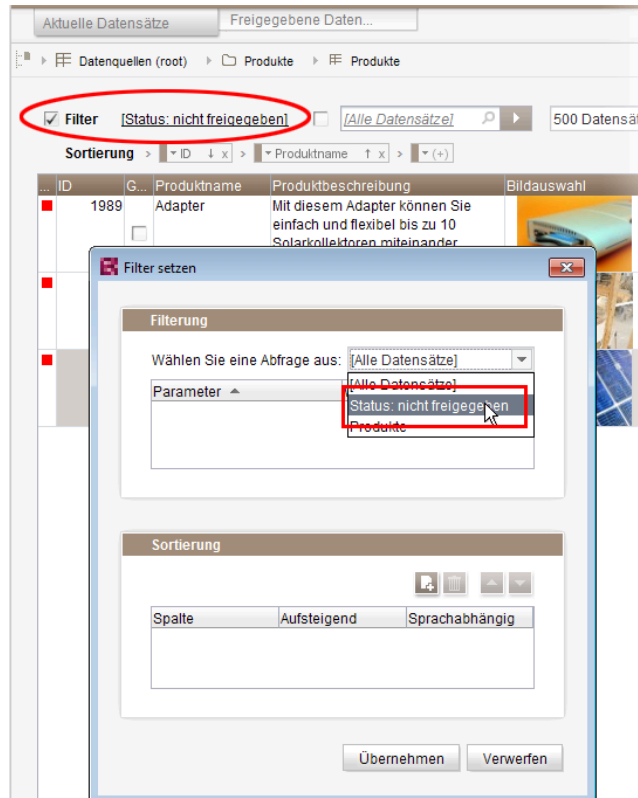 Aktuelle Datensätze
Freigegebene Daten...
Datenquellen (root) Produkte Produkte
Filter [Status: nicht freigegeben] [Alle Datensätze] 500 Datensät
Sortierung > ID ↓ x > Produktname ↑ x > (+)
... ID G... Produktname Produktbeschreibung Bildauswahl
1989 Adapter Mit diesem Adapter können Sie
einfach und flexibel bis zu 10
Solarkollektoren miteinander
Filter setzen
Filterung
Wählen Sie eine Abfrage aus: [Alle Datensätze]
Parameter
[Alle Datensätze]
Status: nicht freigegeben
Produkte
Sortierung
Spalte Aufsteigend Sprachabhängig
Übernehmen Verwerfen